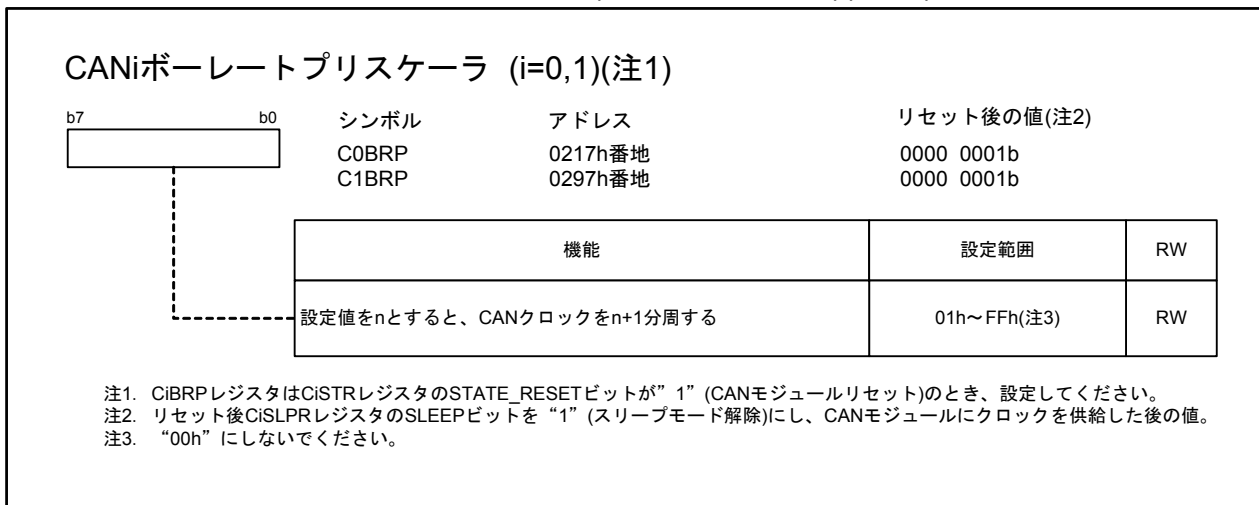 CANiボーレートプリスケーラ (i=0,1)(注1)
b7 b0 シンボル アドレス リセット後の値(注2)
C0BRP 0217h番地 0000 0001b
C1BRP 0297h番地 0000 0001b
機能 設定範囲 RW
設定値をnとすると、CANクロックをn+1分周する 01h～FFh(注3) RW
注1. CiBRPレジスタはCiSTRレジスタのSTATE_RESETビットが”1”(CANモジュールリセット)のとき、設定してください。
注2. リセット後CiSLPRレジスタのSLEEPビットを“1”(スリープモード解除)にし、CANモジュールにクロックを供給した後の値。
注3. “00h”にしないでください。